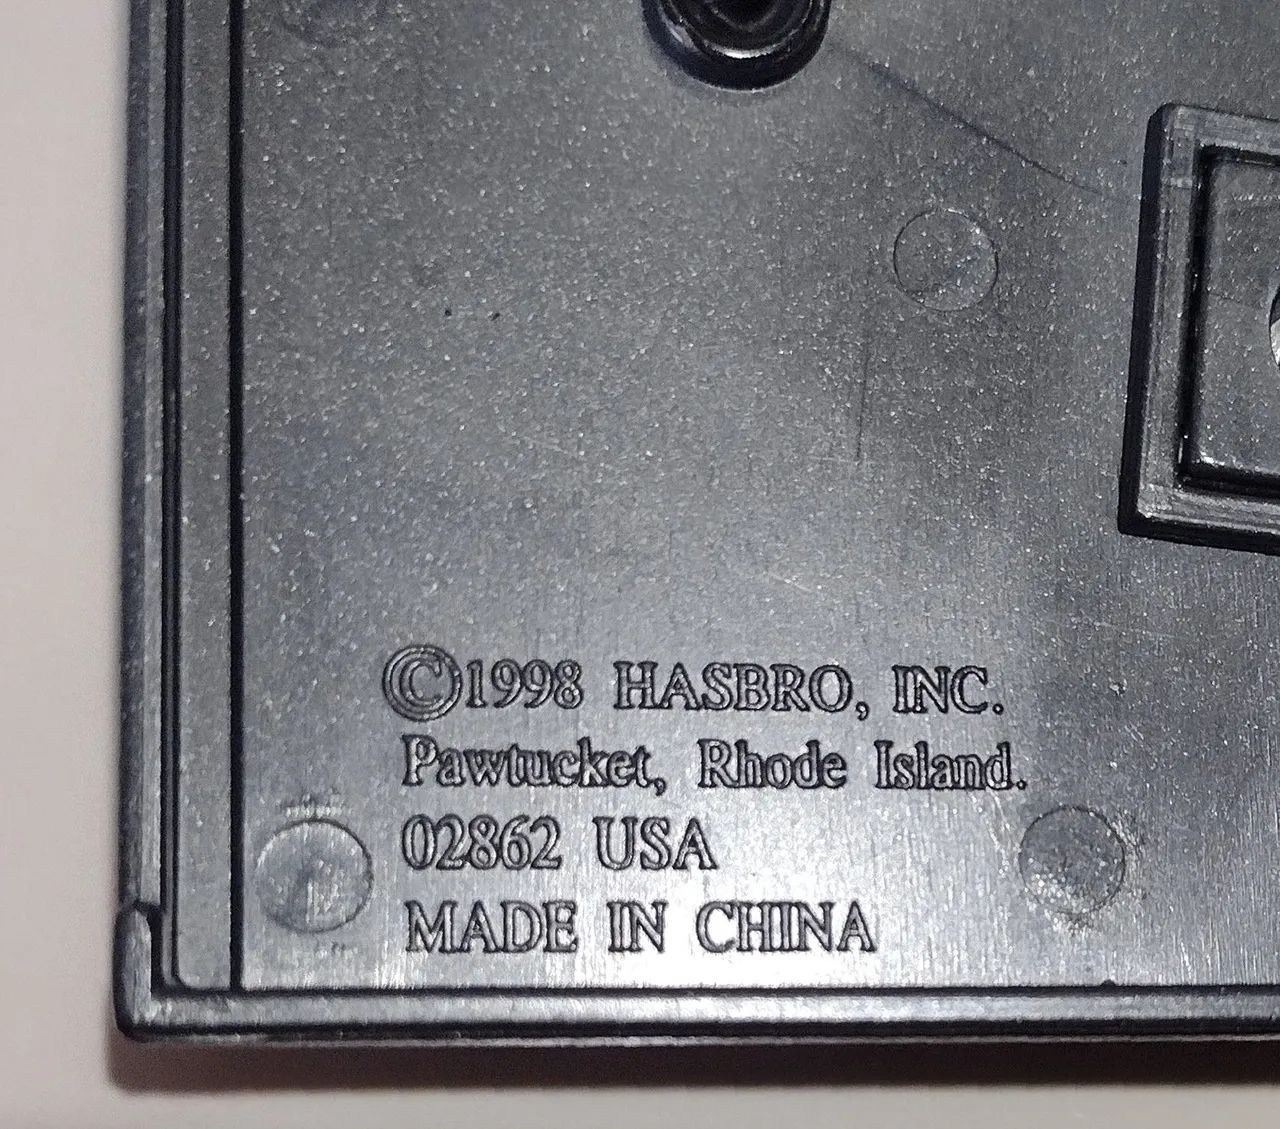 ©1998 HASBRO, INC.
Pawtucket, Rhode Island.
02862 USA
MADE IN CHINA